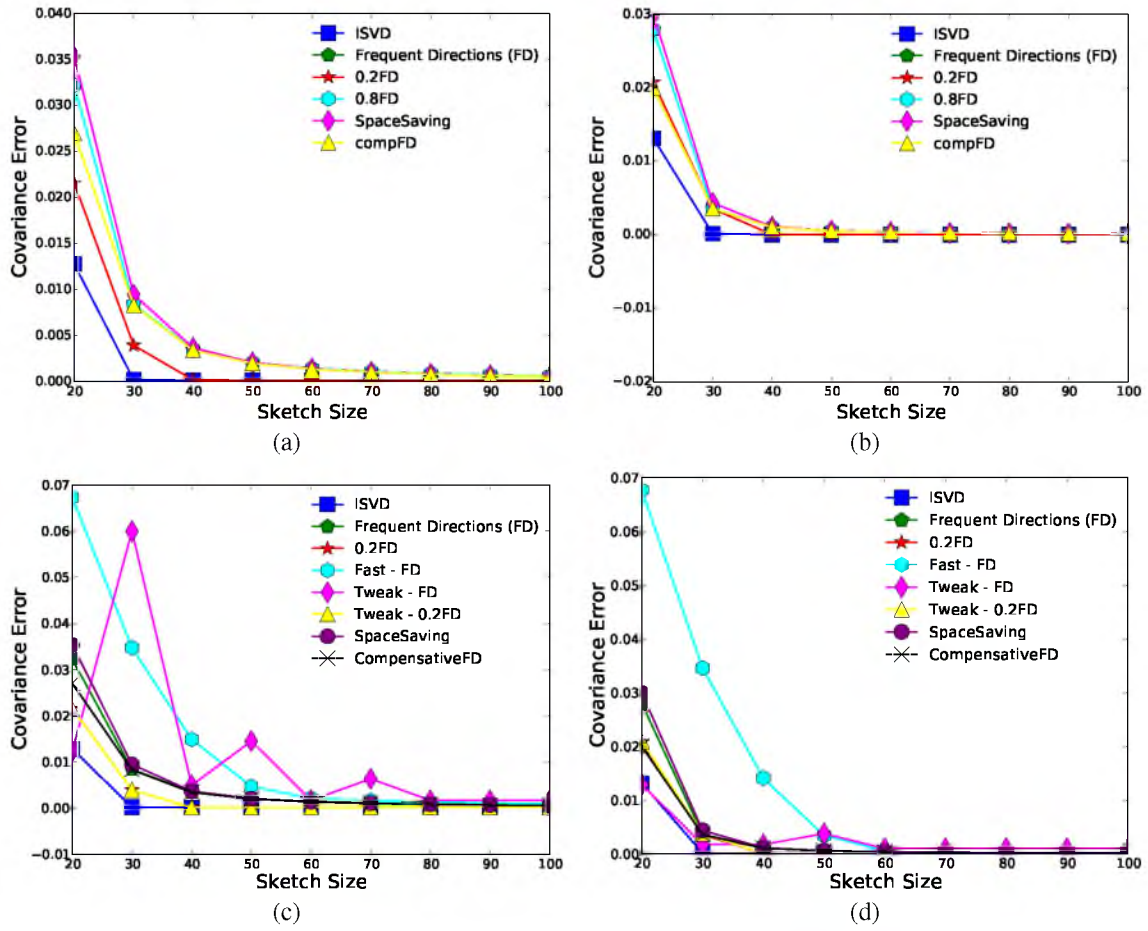 0.040
0.035
0.030
0.025
0.020
0.015
0.010
0.005
0.000
Covariance Error
ISVD
Frequent Directions (FD)
0.2FD
0.8FD
SpaceSaving
compFD
20 30 40 50 60 70 80 90 100
Sketch Size
(a)
0.03
0.02
0.01
0.00
−0.01
−0.02
Covariance Error
ISVD
Frequent Directions (FD)
0.2FD
0.8FD
SpaceSaving
compFD
20 30 40 50 60 70 80 90 100
Sketch Size
(b)
0.07
0.06
0.05
0.04
0.03
0.02
0.01
0.00
−0.01
Covariance Error
ISVD
Frequent Directions (FD)
0.2FD
Fast - FD
Tweak - FD
Tweak - 0.2FD
SpaceSaving
CompensativeFD
20 30 40 50 60 70 80 90 100
Sketch Size
(c)
0.07
0.06
0.05
0.04
0.03
0.02
0.01
0.00
Covariance Error
ISVD
Frequent Directions (FD)
0.2FD
Fast - FD
Tweak - FD
Tweak - 0.2FD
SpaceSaving
CompensativeFD
20 30 40 50 60 70 80 90 100
Sketch Size
(d)